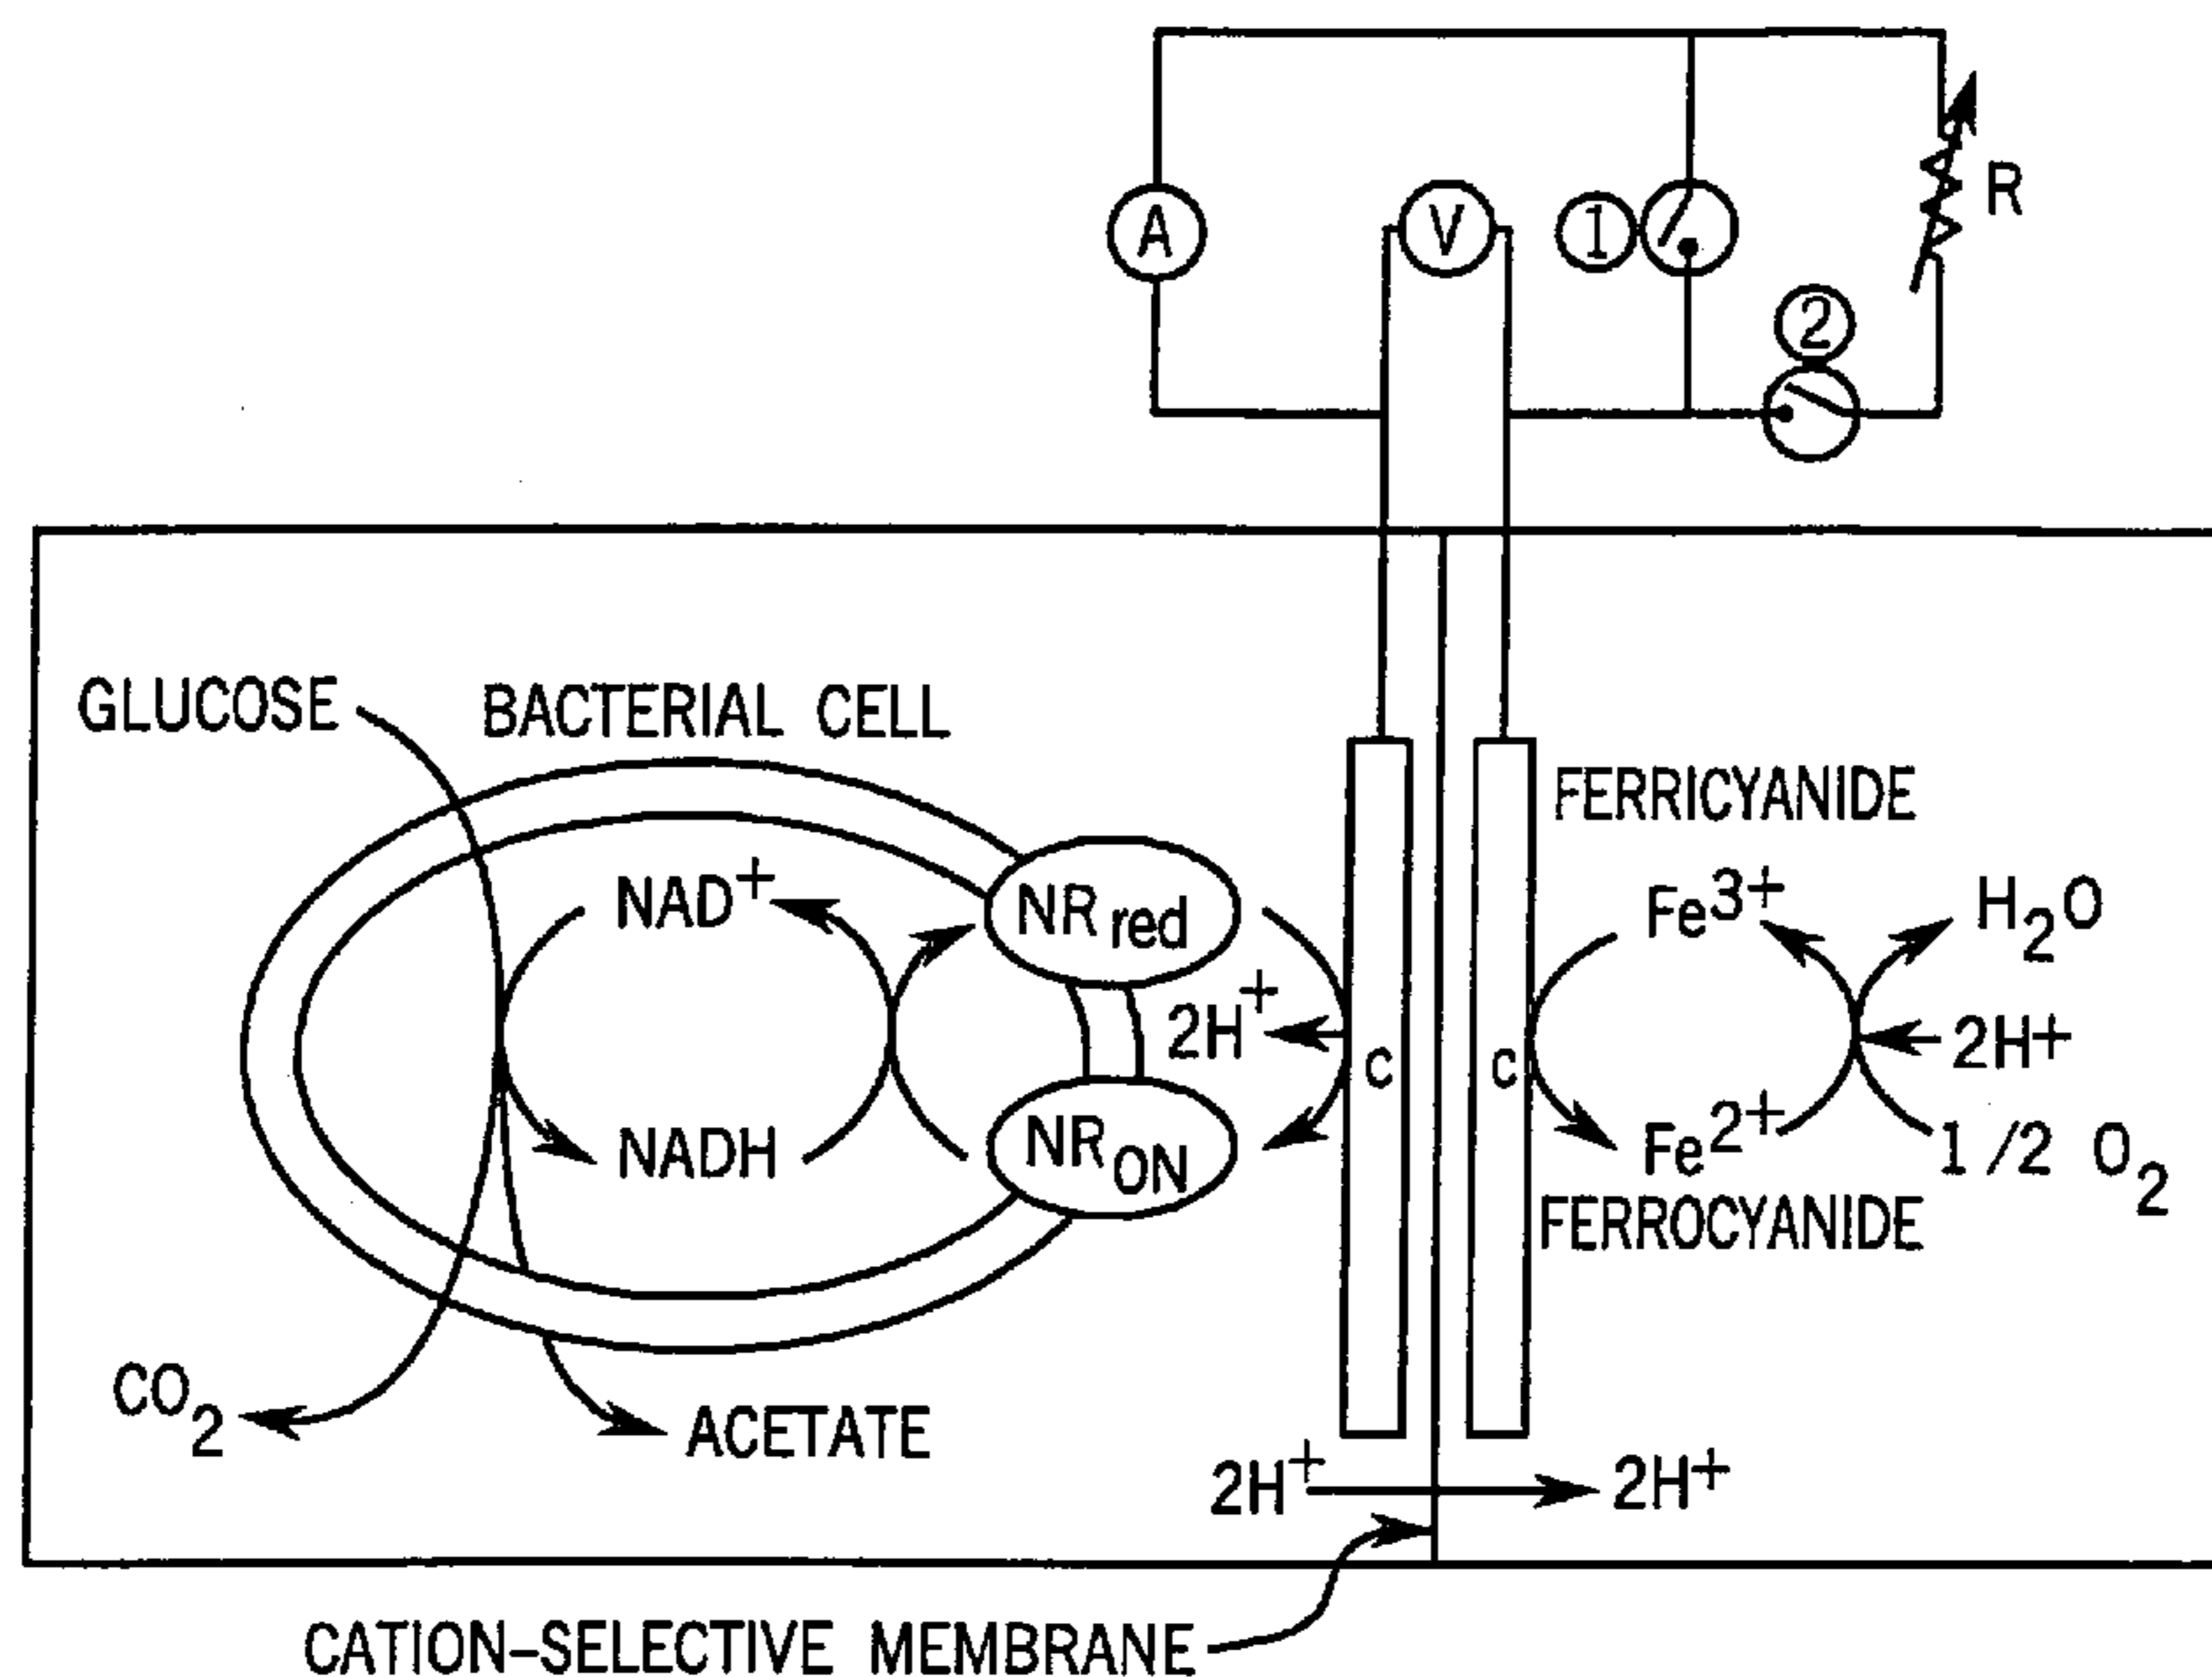 A
V
1
R
2
GLUCOSE
BACTERIAL CELL
FERRICYANIDE
NAD+
NRred
Fe3+
H2O
2H+
C
C
2H+
NADH
NRON
Fe2+
1/2 O2
FERROCYANIDE
CO2
ACETATE
2H+
2H+
CATION-SELECTIVE MEMBRANE